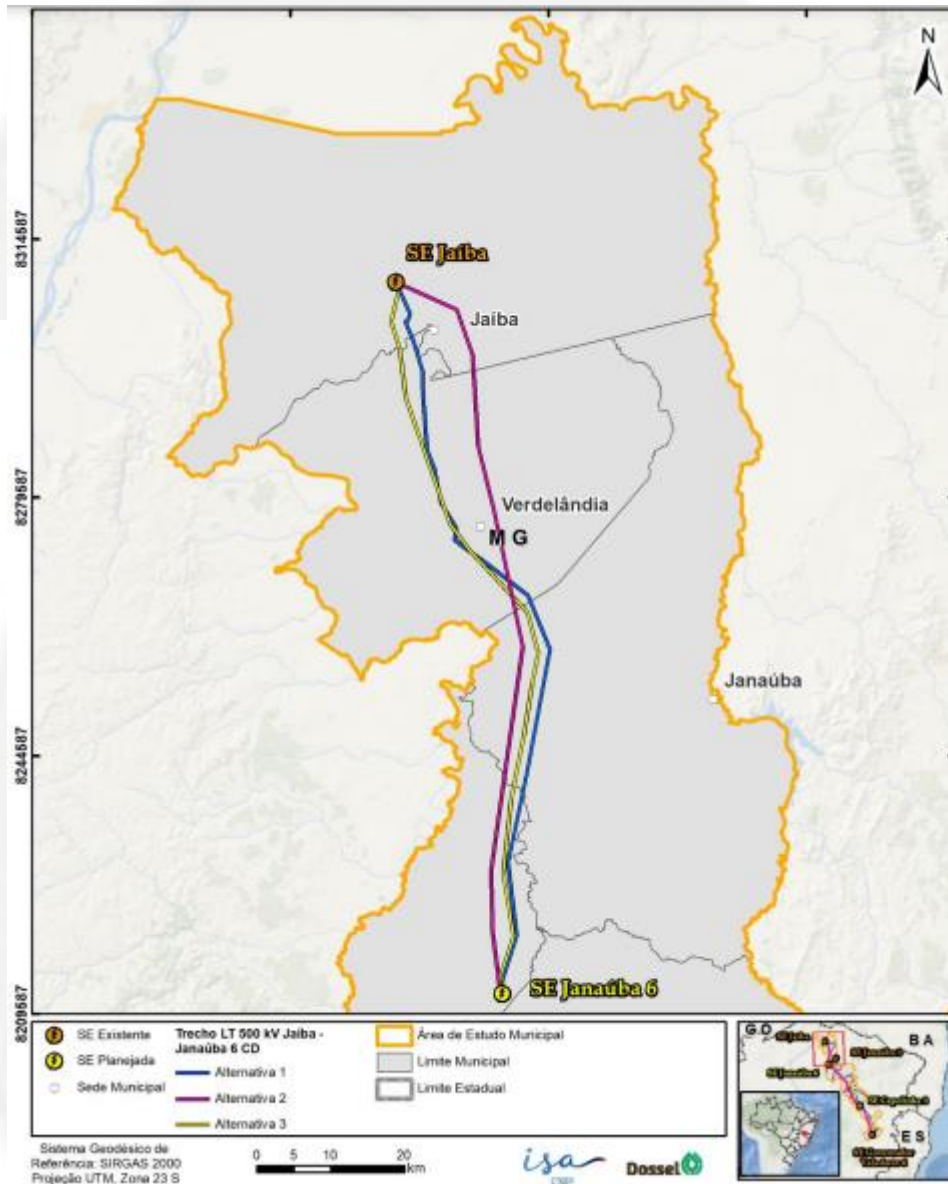 N
8314587
SE Jaíba
Jaíba
8279587
Verdelândia
M G
Janaúba
8244587
8209587
SE Janaúba 6
SE Existente
SE Planejada
Sede Municipal
Trecho LT 500 kV Jaíba -
Janaúba 6 CD
Alternativa 1
Alternativa 2
Alternativa 3
Área de Estudo Municipal
Limite Municipal
Limite Estadual
B A
E S
Sistema Geodésico de
Referência: SIRGAS 2000
Projeção UTM. Zona 23 S
0 5 10 20
km
isa
Dossel